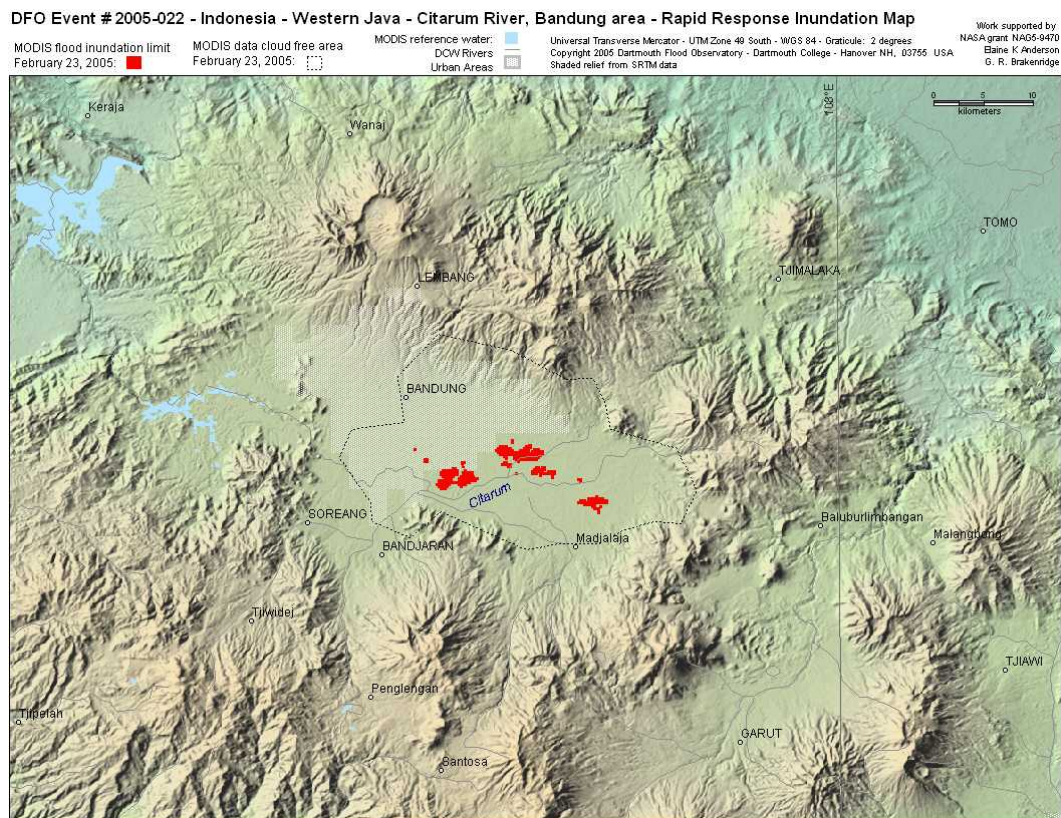 DFO Event # 2005-022 - Indonesia - Western Java - Citarum River, Bandung area - Rapid Response Inundation Map
MODIS flood inundation limit
February 23, 2005:
MODIS data cloud free area
February 23, 2005:
MODIS reference water:
DCW Rivers
Urban Areas
Universal Transverse Mercator - UTM Zone 49 South - WGS 84 - Graticule: 2 degrees
Copyright 2005 Dartmouth Flood Observatory - Dartmouth College - Hanover NH, 03755 USA
Shaded relief from SRTM data
Work supported by
NASA grant NAG5-9470
Elaine K Anderson
G. R. Brakenridge
108°E
0 5 10
kilometers
Keraja
Wanaj
TOMO
LEMBANG
TJIMALAKA
BANDUNG
Citarum
SOREANG
BANDJARAN
Madjalaja
Baluburlimbangan
Malangbong
Tjiwidej
TJIAWI
Penglengan
Tjipelah
GARUT
Santosa